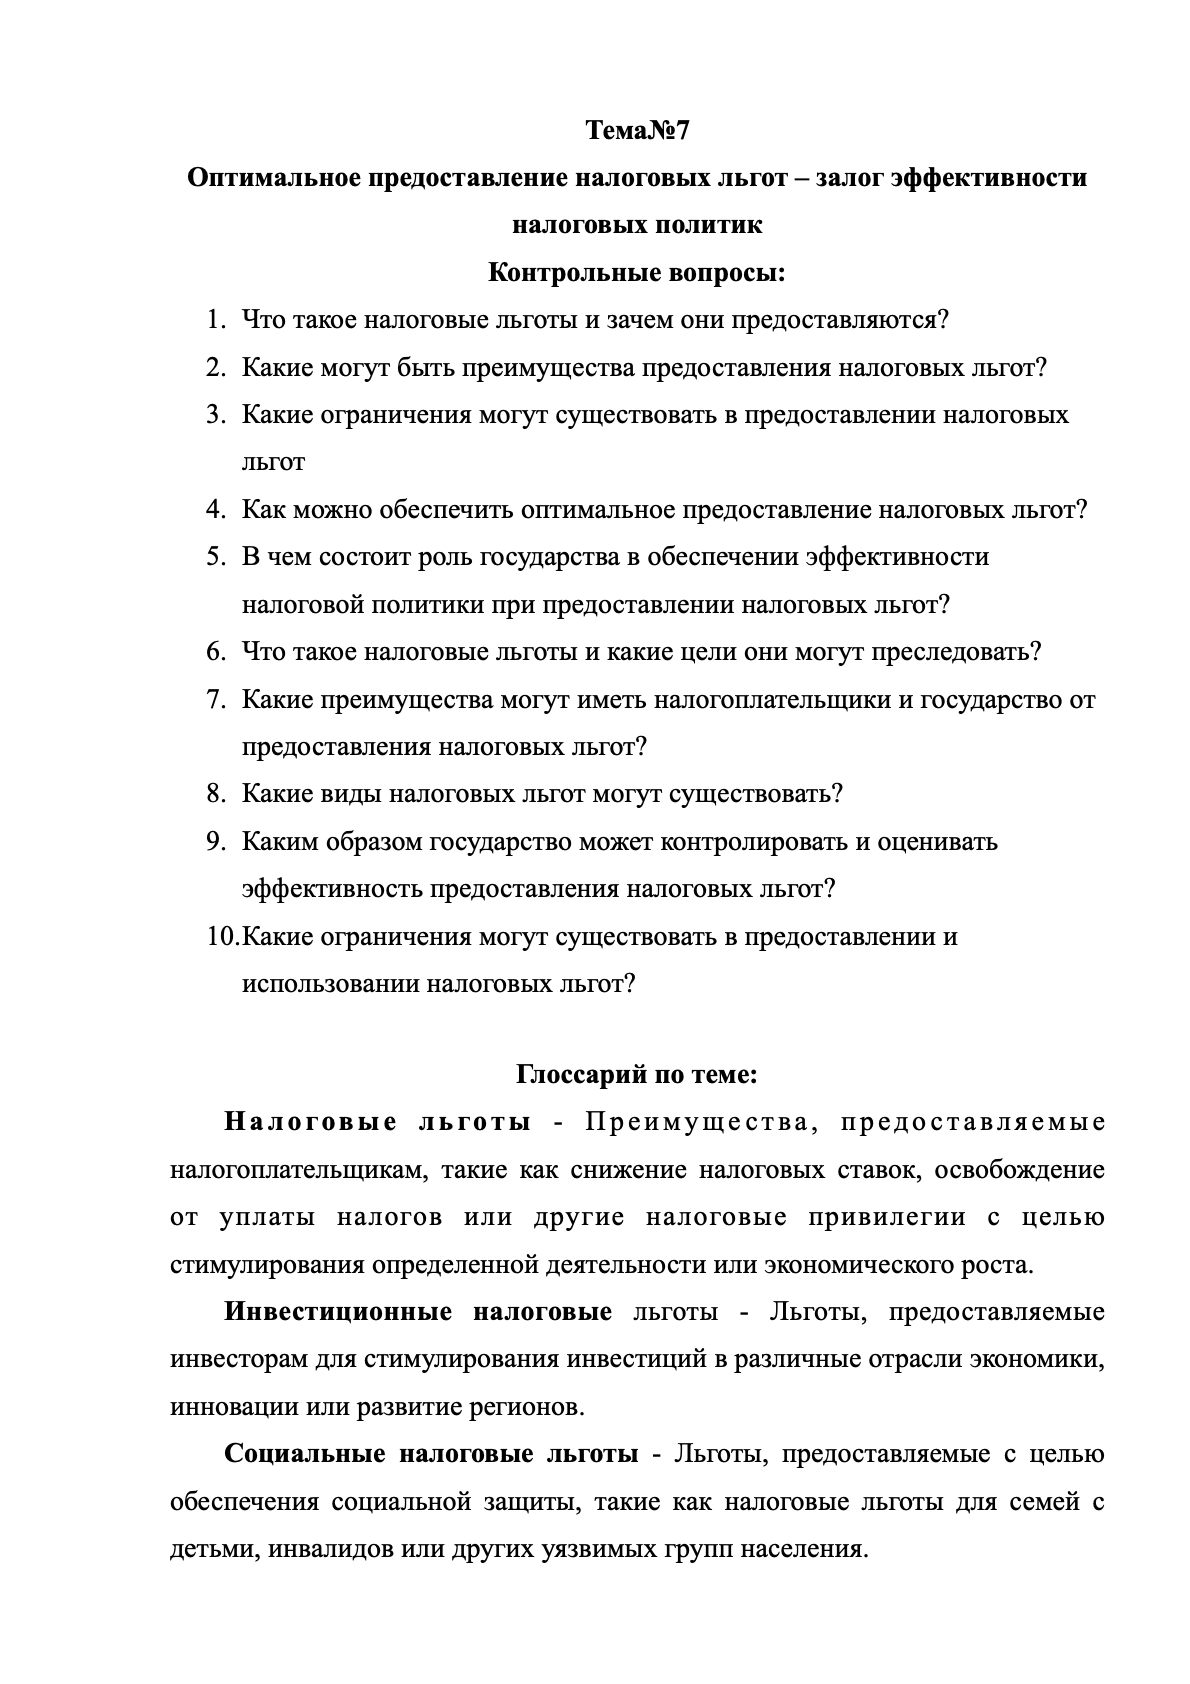 Тема№7
Оптимальное предоставление налоговых льгот – залог эффективности
налоговых политик
Контрольные вопросы:
1. Что такое налоговые льготы и зачем они предоставляются?
2. Какие могут быть преимущества предоставления налоговых льгот?
3. Какие ограничения могут существовать в предоставлении налоговых
льгот
4. Как можно обеспечить оптимальное предоставление налоговых льгот?
5. В чем состоит роль государства в обеспечении эффективности
налоговой политики при предоставлении налоговых льгот?
6. Что такое налоговые льготы и какие цели они могут преследовать?
7. Какие преимущества могут иметь налогоплательщики и государство от
предоставления налоговых льгот?
8. Какие виды налоговых льгот могут существовать?
9. Каким образом государство может контролировать и оценивать
эффективность предоставления налоговых льгот?
10.Какие ограничения могут существовать в предоставлении и
использовании налоговых льгот?
Глоссарий по теме:
Налоговые льготы - Преимущества, предоставляемые
налогоплательщикам, такие как снижение налоговых ставок, освобождение
от уплаты налогов или другие налоговые привилегии с целью
стимулирования определенной деятельности или экономического роста.
Инвестиционные налоговые льготы - Льготы, предоставляемые
инвесторам для стимулирования инвестиций в различные отрасли экономики,
инновации или развитие регионов.
Социальные налоговые льготы - Льготы, предоставляемые с целью
обеспечения социальной защиты, такие как налоговые льготы для семей с
детьми, инвалидов или других уязвимых групп населения.